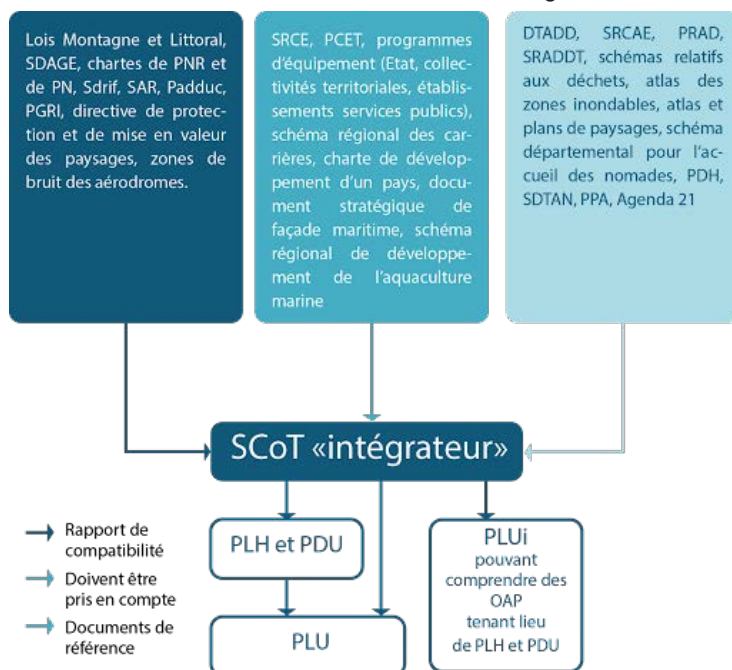 Lois Montagne et Littoral,
SDAGE, chartes de PNR et
de PN, Sdrif, SAR, Padduc,
PGRI, directive de protec-
tion et de mise en valeur
des paysages, zones de
bruit des aérodromes.
SRCE, PCET, programmes
d'équipement (Etat, collec-
tivités territoriales, établis-
sements services publics),
schéma régional des car-
rières, charte de dévelop-
pement d'un pays, docu-
ment stratégique de
façade maritime, schéma
régional de développe-
ment de l'aquaculture
marine
DTADD, SRCAE, PRAD,
SRADDT, schémas relatifs
aux déchets, atlas des
zones inondables, atlas et
plans de paysages, schéma
départemental pour l'ac-
cueil des nomades, PDH,
SDTAN, PPA, Agenda 21
SCoT «intégrateur»
Rapport de
compatibilité
Doivent être
pris en compte
Documents de
référence
PLH et PDU
PLU
PLUi
pouvant
comprendre des
OAP
tenant lieu
de PLH et PDU